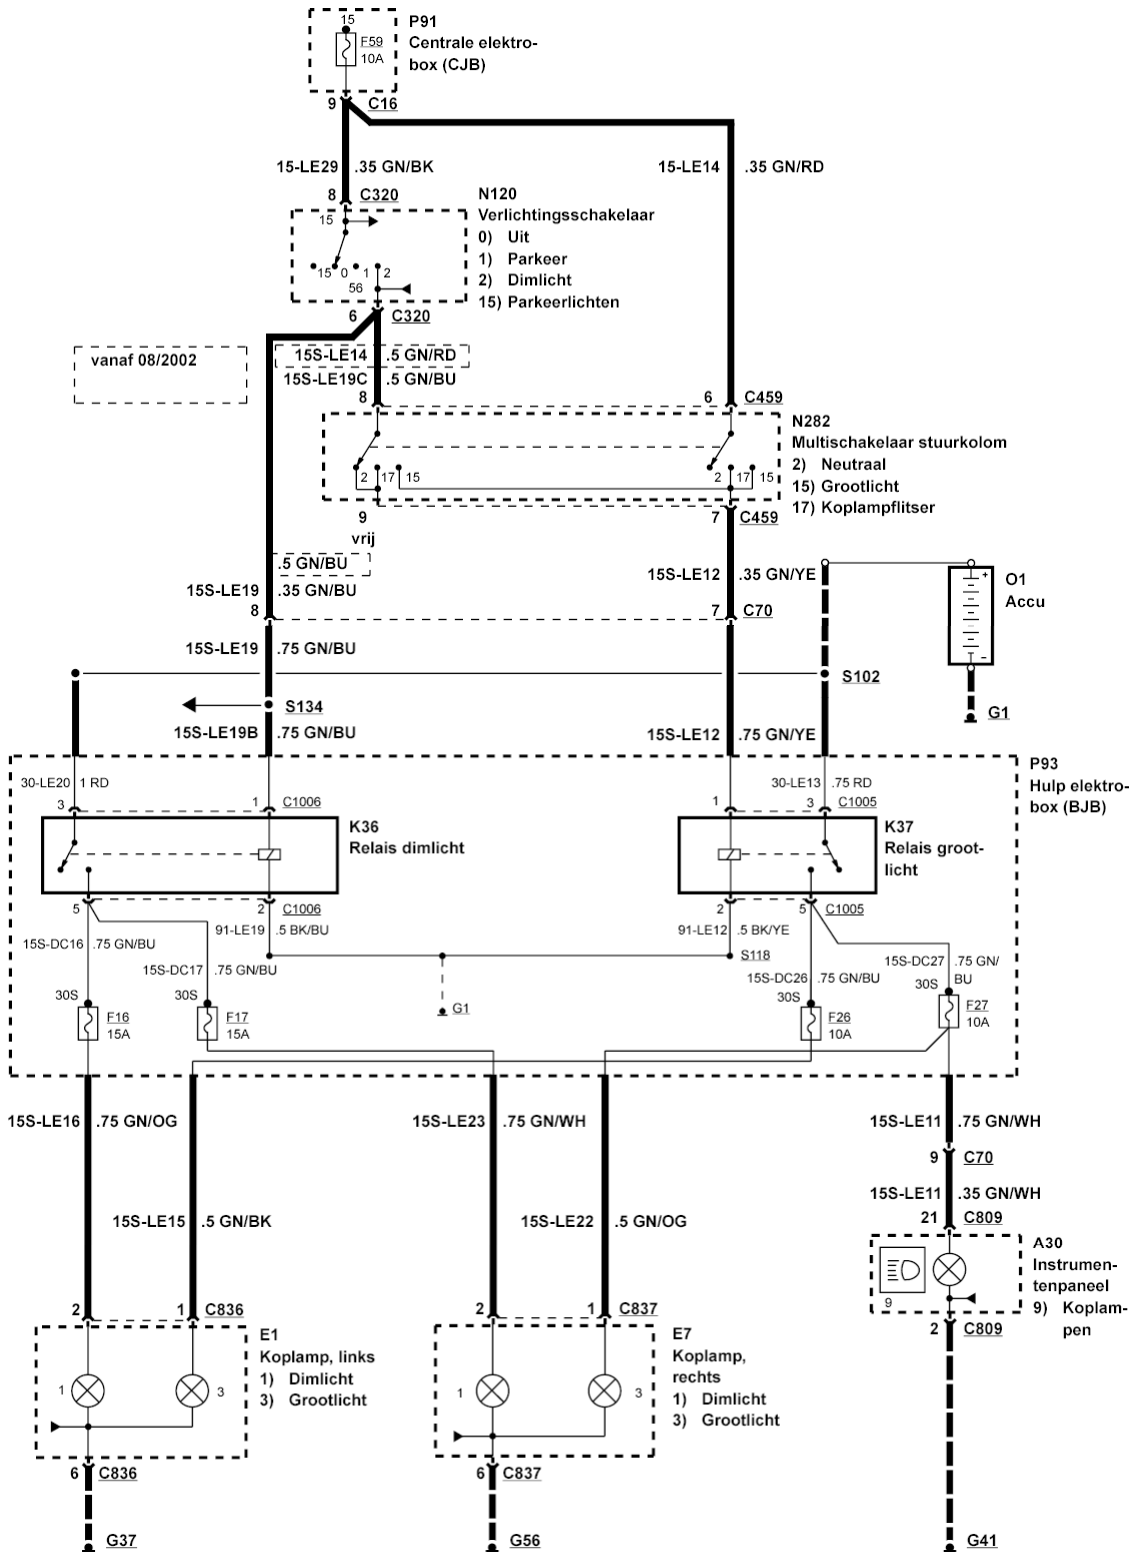 15
P91
Centrale elektro-
box (CJB)
F59
10A
9 C16
15-LE29 .35 GN/BK
15-LE14 .35 GN/RD
8 C320
N120
Verlichtingsschakelaar
0) Uit
1) Parkeer
2) Dimlicht
15) Parkeerlichten
15
15 0 1 2
56
6 C320
vanaf 08/2002
15S-LE14 .5 GN/RD
15S-LE19C .5 GN/BU
8
6 C459
N282
Multischakelaar stuurkolom
2) Neutraal
15) Grootlicht
17) Koplampflitser
2 17 15
2 17 15
9
vrij
7 C459
.5 GN/BU
15S-LE19 .35 GN/BU
15S-LE12 .35 GN/YE
O1
Accu
+
−
8
7 C70
15S-LE19 .75 GN/BU
S102
S134
G1
15S-LE19B .75 GN/BU
15S-LE12 .75 GN/YE
P93
Hulp elektro-
box (BJB)
30-LE20 1 RD
30-LE13 .75 RD
3 1 C1006
1 3 C1005
K36
Relais dimlicht
K37
Relais groot-
licht
5 2 C1006
2 5 C1005
91-LE19 .5 BK/BU
91-LE12 .5 BK/YE
15S-DC16 .75 GN/BU
S118
15S-DC17 .75 GN/BU
15S-DC26 .75 GN/BU
15S-DC27 .75 GN/
BU
30S
30S
30S
30S
G1
F16
15A
F17
15A
F26
10A
F27
10A
15S-LE16 .75 GN/OG
15S-LE23 .75 GN/WH
15S-LE11 .75 GN/WH
9 C70
15S-LE11 .35 GN/WH
15S-LE15 .5 GN/BK
15S-LE22 .5 GN/OG
21 C809
A30
Instrumen-
tenpaneel
9) Koplam-
pen
9
2 C809
2 1 C836
2 1 C837
E1
Koplamp, links
1) Dimlicht
3) Grootlicht
E7
Koplamp,
rechts
1) Dimlicht
3) Grootlicht
1 3
1 3
6 C836
6 C837
G37
G56
G41